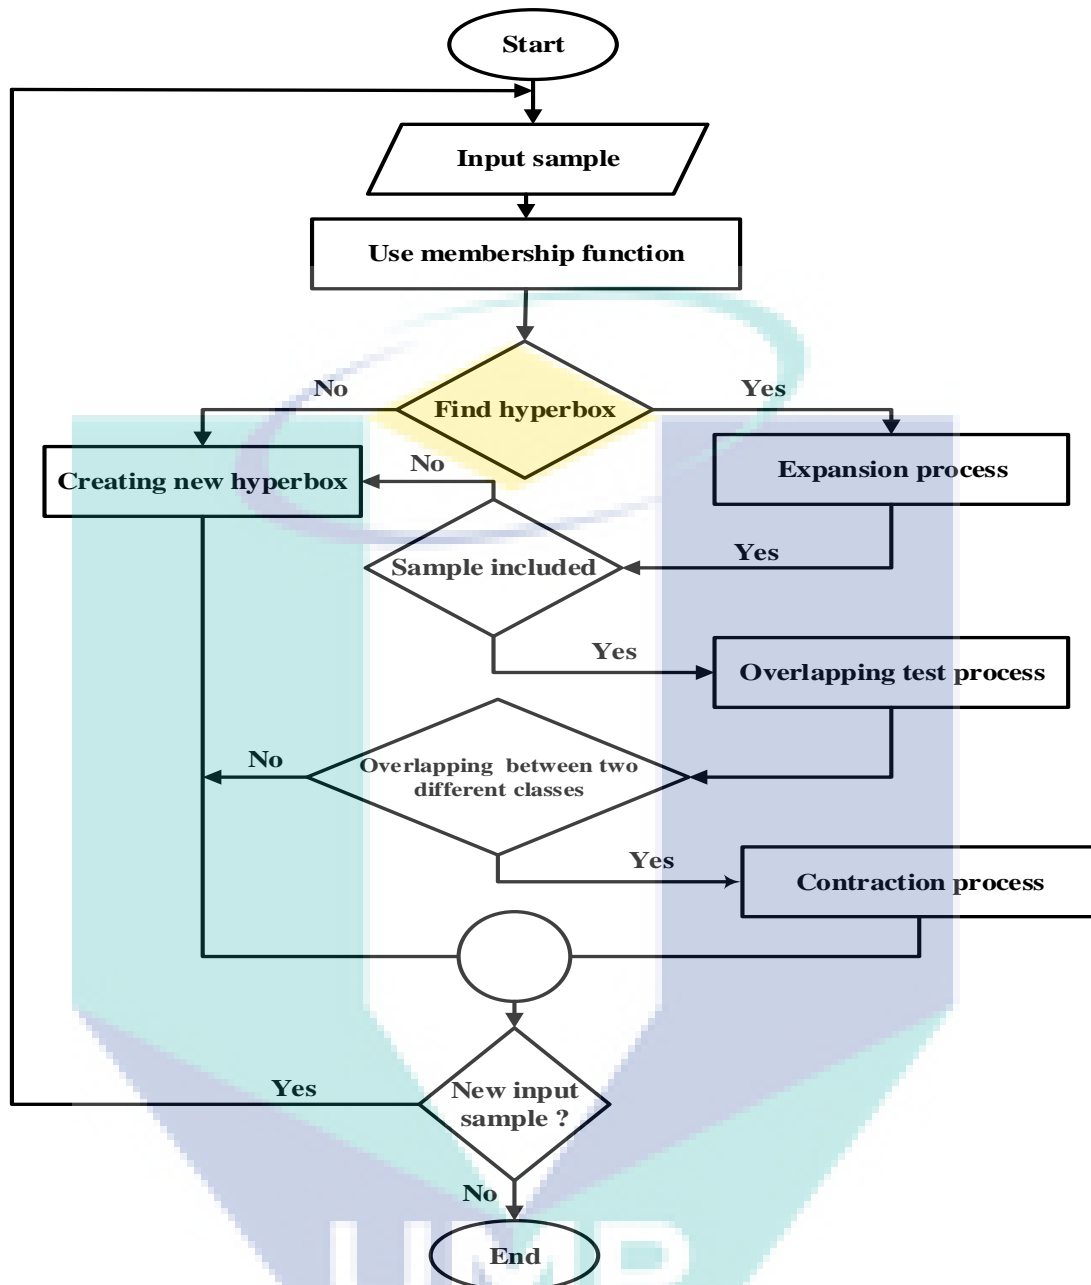 Start
Input sample
Use membership function
No
Yes
Find hyperbox
No
Creating new hyperbox
Expansion process
Yes
Sample included
Yes
Overlapping test process
No
Overlapping between two
different classes
Yes
Contraction process
Yes
New input
sample ?
No
End
UMP